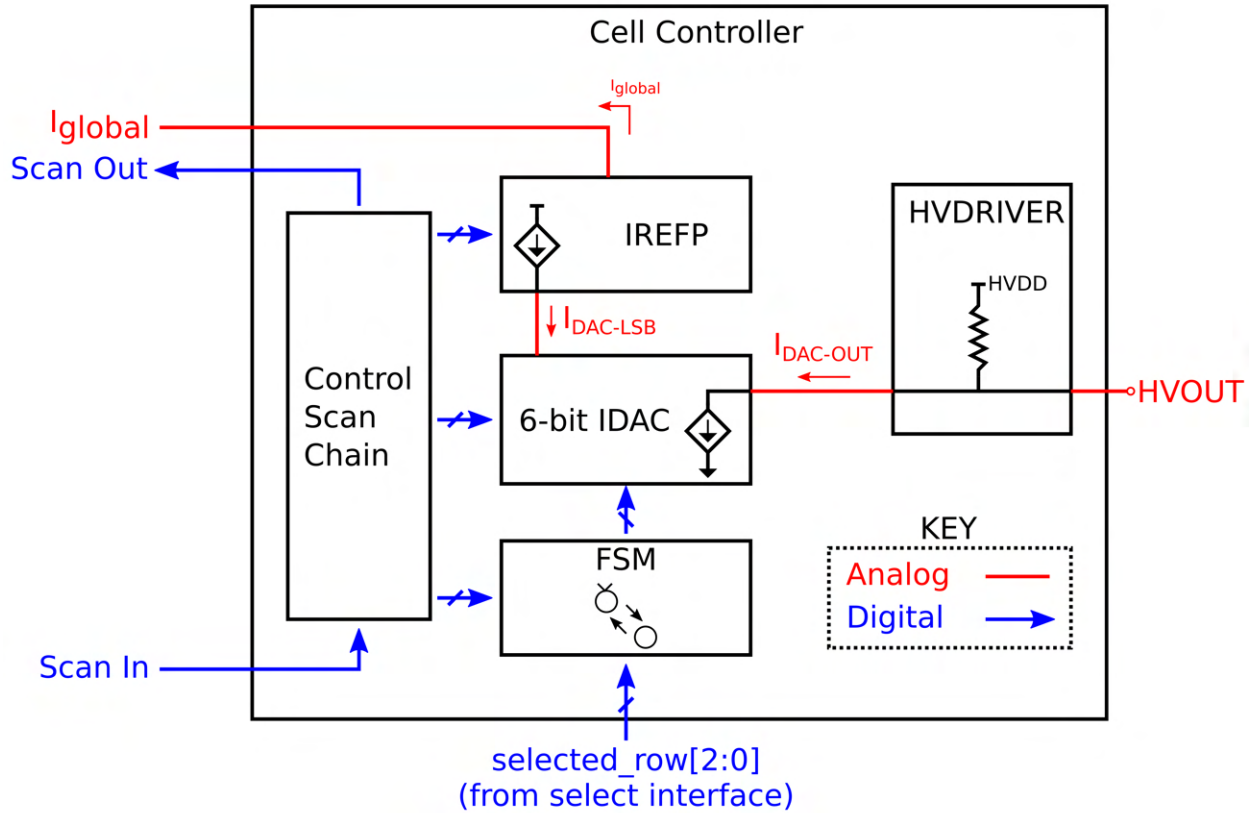 Cell Controller
Iglobal
Iglobal
Scan Out
HVDRIVER
IREFP
HVDD
IDAC-LSB
IDAC-OUT
Control
Scan
Chain
6-bit IDAC
HVOUT
KEY
FSM
Analog
Digital
Scan In
selected_row[2:0]
(from select interface)